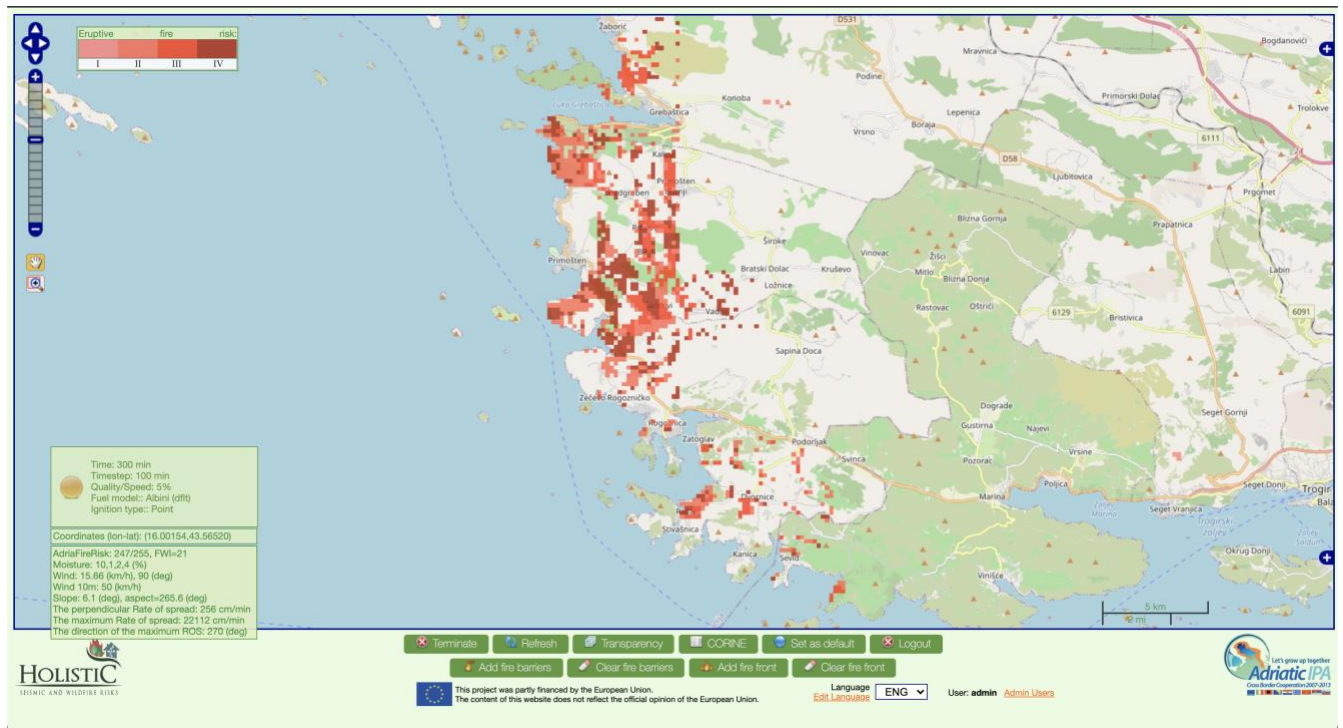 Eruptive fire risk:
I II III IV
Zaborić
D531
Bogdanovići
Mravnica
Podine
Primorski Dolac
Trolokve
Konoba
Luka Grebaštica
Grebaštica
Lepenica
Boraja
Vrsno
6111
D58
Ljubitovica
Prgomet
Blizna Gornja
Prapatnica
Široke
Vinovac
Žišći
Primošten
Bratski Dolac
Kruševo
Mitlo
Blizna Donja
Labin
Ložnice
Rastovac
Oštrići
6129
Bristivica
6091
Sapina Doca
Zečevo Rogozničko
Dograde
Seget Gornji
Rogoznica
Gustirna
Najevi
Zatoglav
Podorljak
Vrsine
Svinca
Pozorac
Poljica
Seget Donji
Marina
Seget Vranjica
Stivašnica
Kanica
Sevid
Vinišće
Okrug Donji
5 km
2 mi
Time: 300 min
Timestep: 100 min
Quality/Speed: 5%
Fuel model:: Albini (dflt)
Ignition type:: Point
Coordinates (lon-lat): (16.00154,43.56520)
AdriaFireRisk: 247/255, FWI=21
Moisture: 10,1,2,4 (%)
Wind: 15.66 (km/h), 90 (deg)
Wind 10m: 50 (km/h)
Slope: 6.1 (deg), aspect=265.6 (deg)
The perpendicular Rate of spread: 256 cm/min
The maximum Rate of spread: 22112 cm/min
The direction of the maximum ROS: 270 (deg)
Terminate Refresh Transparency CORINE Set as default Logout
Add fire barriers Clear fire barriers Add fire front Clear fire front
HOLISTIC
SEISMIC AND WILDFIRE RISKS
This project was partly financed by the European Union.
The content of this website does not reflect the official opinion of the European Union.
Language
Edit Language
ENG
User: admin Admin Users
Let's grow up together
Adriatic IPA
Cross Border Cooperation 2007-2013